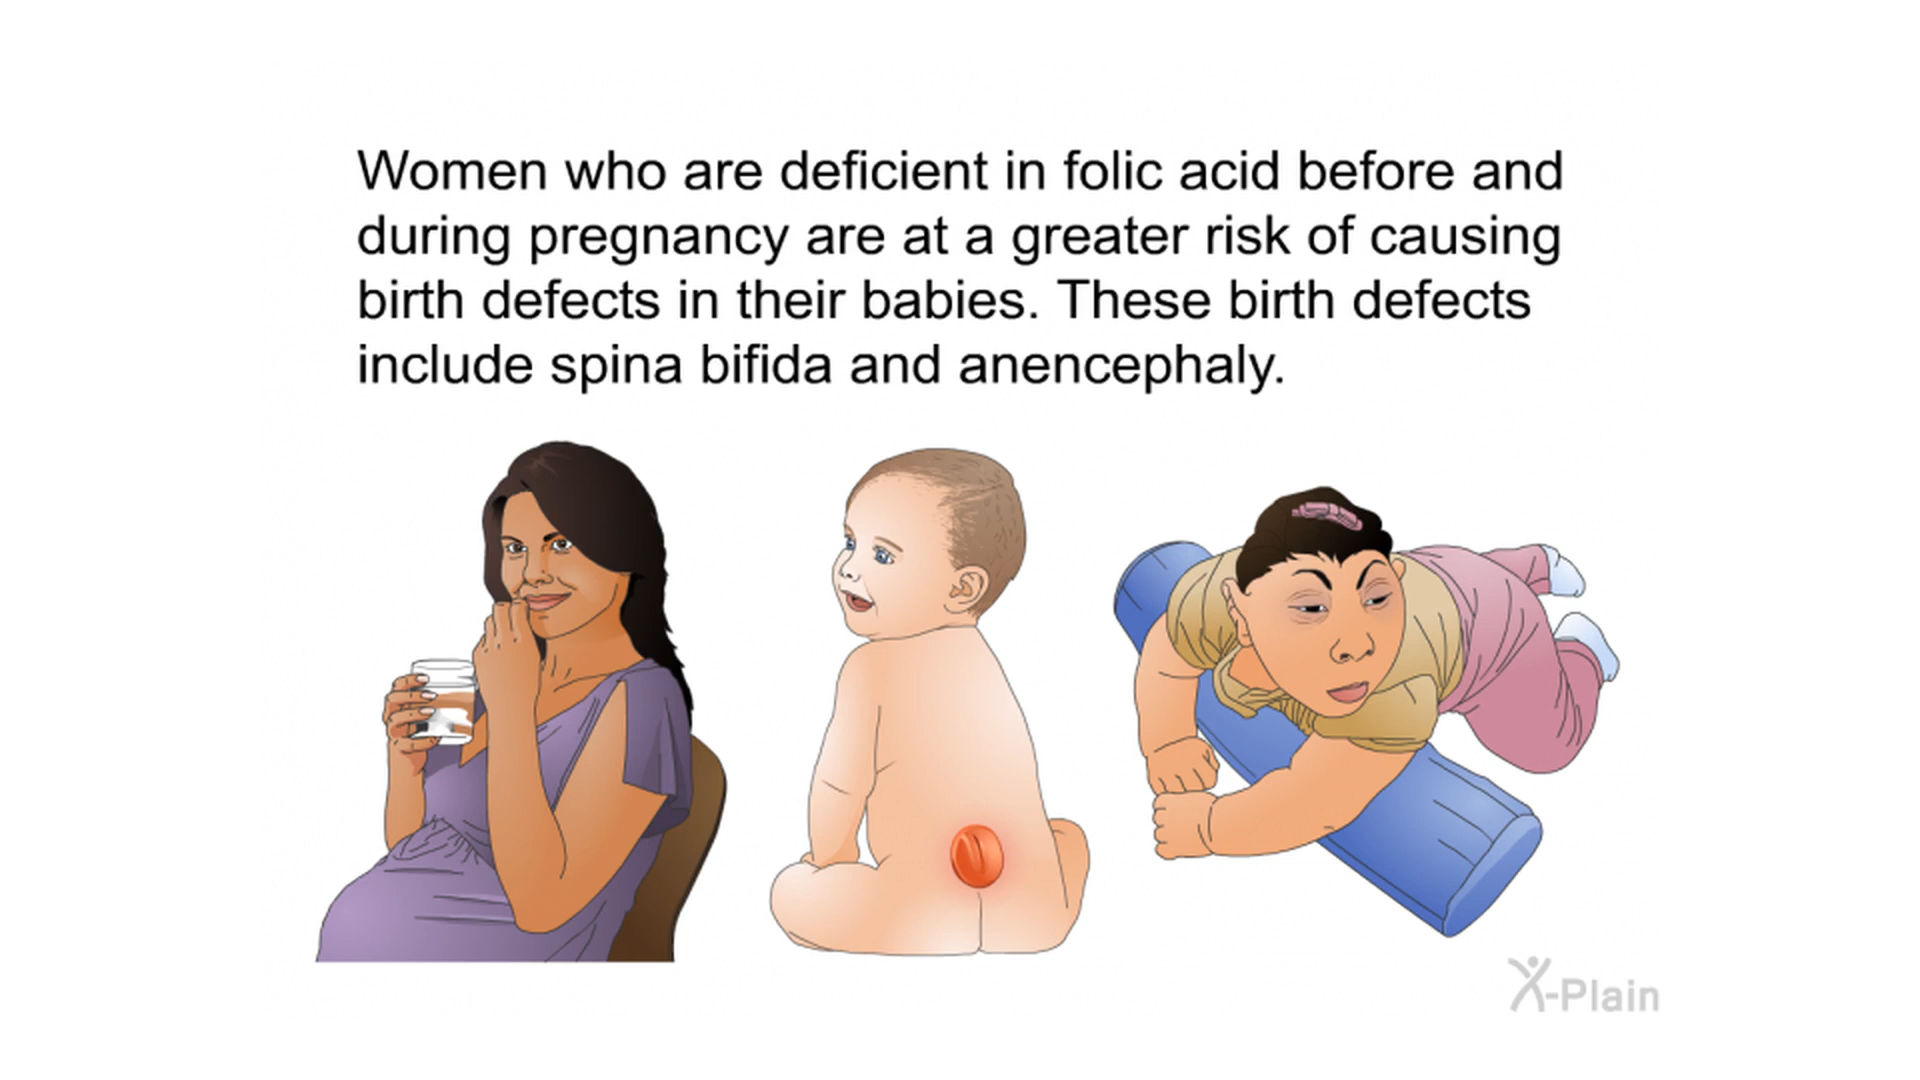 Women who are deficient in folic acid before and
during pregnancy are at a greater risk of causing
birth defects in their babies. These birth defects
include spina bifida and anencephaly.
X-Plain